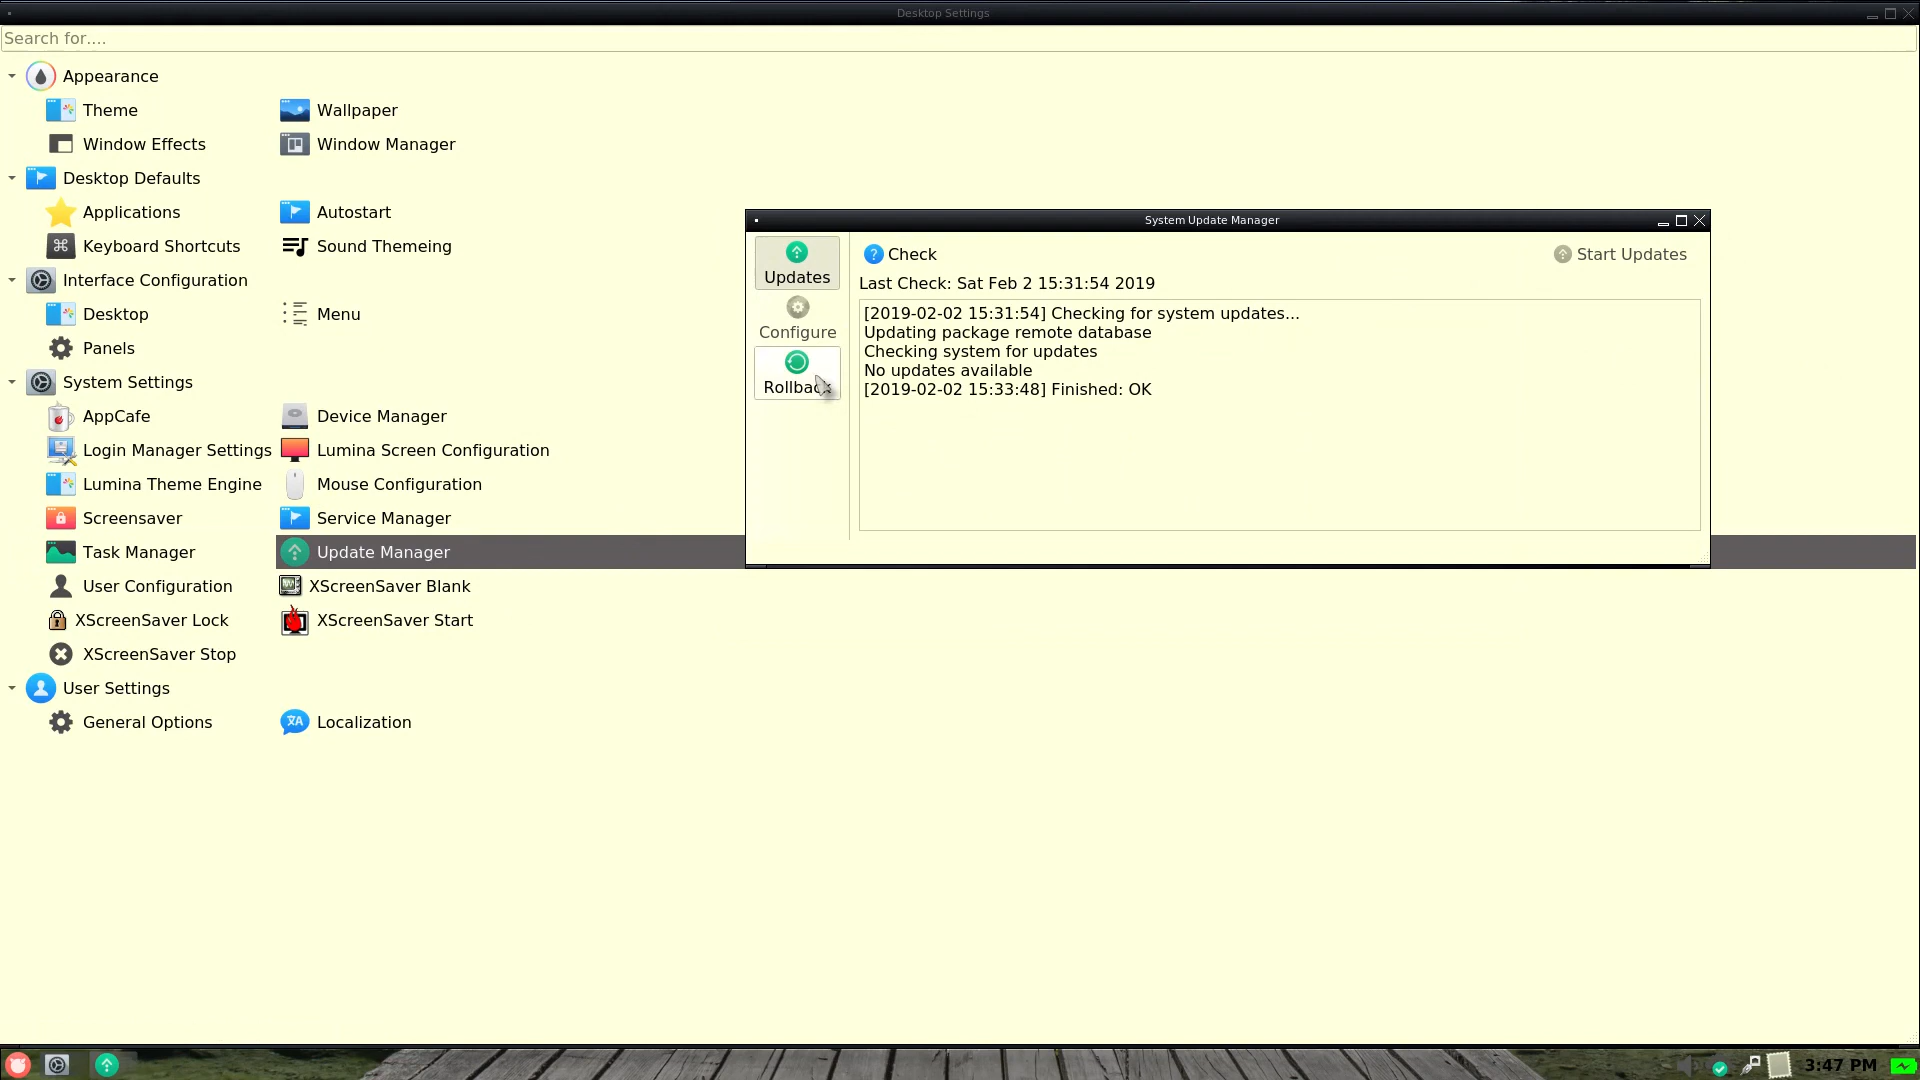 Desktop Settings
Search for....
Appearance
Theme
Wallpaper
Window Effects
Window Manager
Desktop Defaults
Applications
Autostart
Keyboard Shortcuts
Sound Themeing
Interface Configuration
Desktop
Menu
Panels
System Settings
AppCafe
Device Manager
Login Manager Settings
Lumina Screen Configuration
Lumina Theme Engine
Mouse Configuration
Screensaver
Service Manager
Task Manager
Update Manager
User Configuration
XScreenSaver Blank
XScreenSaver Lock
XScreenSaver Start
XScreenSaver Stop
User Settings
General Options
Localization
System Update Manager
Updates
Configure
Rollback
Check
Start Updates
Last Check: Sat Feb 2 15:31:54 2019
[2019-02-02 15:31:54] Checking for system updates...
Updating package remote database
Checking system for updates
No updates available
[2019-02-02 15:33:48] Finished: OK
3:47 PM